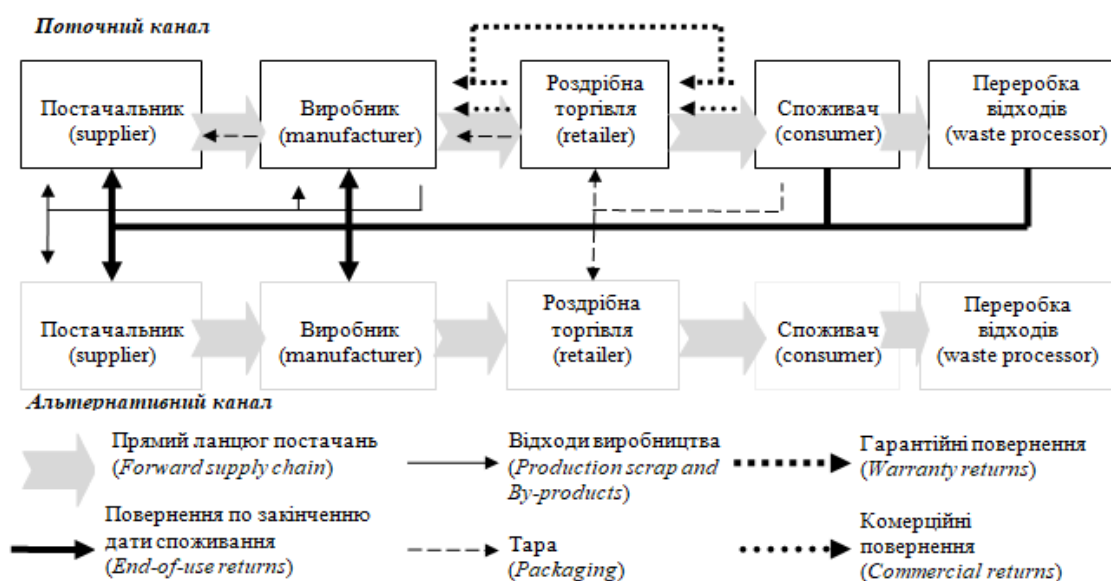 Поточний канал
Постачальник
(supplier)
Виробник
(manufacturer)
Роздрібна
торгівля
(retailer)
Споживач
(consumer)
Переробка
відходів
(waste processor)
Постачальник
(supplier)
Виробник
(manufacturer)
Роздрібна
торгівля
(retailer)
Споживач
(consumer)
Переробка
відходів
(waste processor)
Альтернативний канал
Прямий ланцюг постачань
(Forward supply chain)
Відходи виробництва
(Production scrap and
By-products)
Гарантійні повернення
(Warranty returns)
Повернення по закінченню
дати споживання
(End-of-use returns)
Тара
(Packaging)
Комерційні
повернення
(Commercial returns)